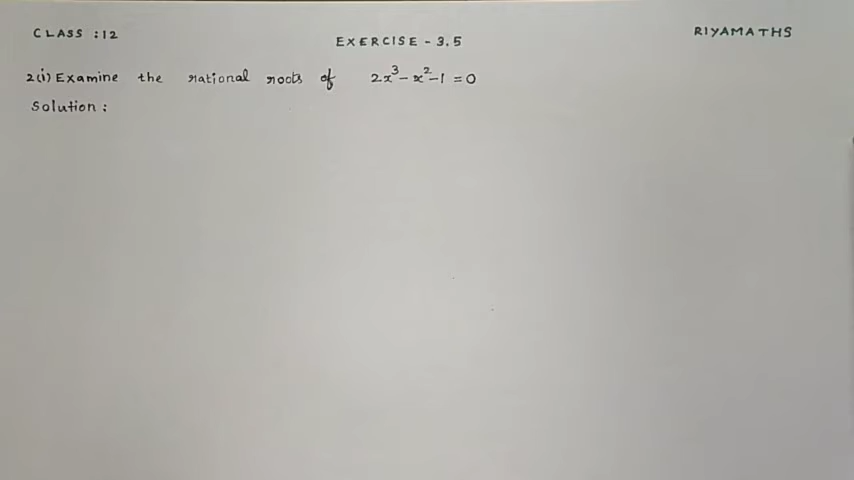 CLASS : 12
EXERCISE - 3.5
RIYAMATHS
2(i) Examine the rational roots of 2x³ - x² - 1 = 0
Solution :